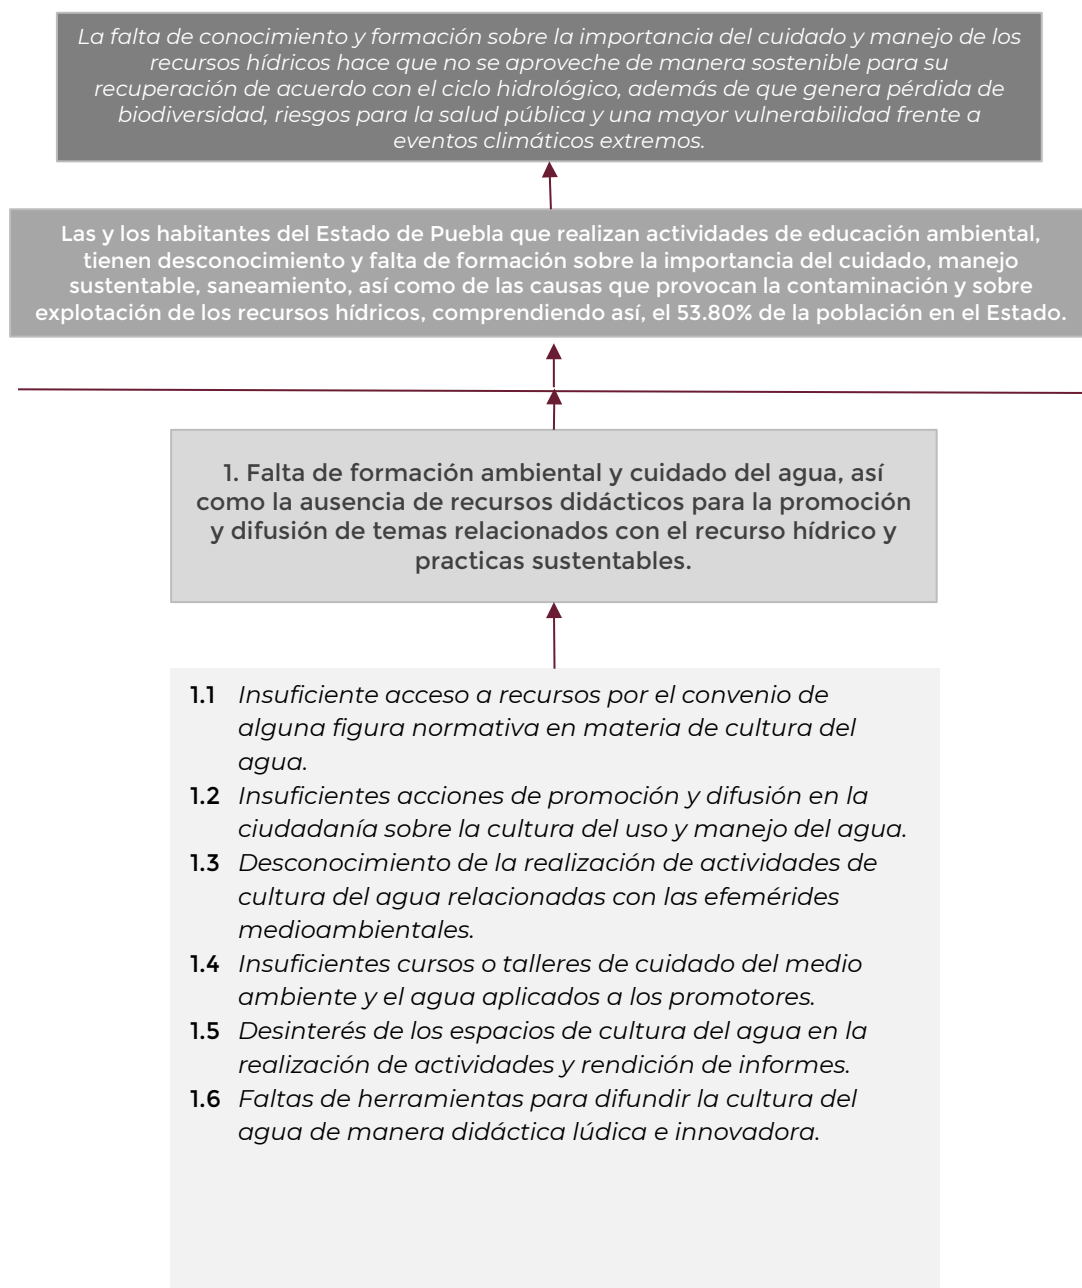 La falta de conocimiento y formación sobre la importancia del cuidado y manejo de los
recursos hídricos hace que no se aproveche de manera sostenible para su
recuperación de acuerdo con el ciclo hidrológico, además de que genera pérdida de
biodiversidad, riesgos para la salud pública y una mayor vulnerabilidad frente a
eventos climáticos extremos.
Las y los habitantes del Estado de Puebla que realizan actividades de educación ambiental,
tienen desconocimiento y falta de formación sobre la importancia del cuidado, manejo
sustentable, saneamiento, así como de las causas que provocan la contaminación y sobre
explotación de los recursos hídricos, comprendiendo así, el 53.80% de la población en el Estado.
1. Falta de formación ambiental y cuidado del agua, así
como la ausencia de recursos didácticos para la promoción
y difusión de temas relacionados con el recurso hídrico y
practicas sustentables.
1.1 Insuficiente acceso a recursos por el convenio de
alguna figura normativa en materia de cultura del
agua.
1.2 Insuficientes acciones de promoción y difusión en la
ciudadanía sobre la cultura del uso y manejo del agua.
1.3 Desconocimiento de la realización de actividades de
cultura del agua relacionadas con las efemérides
medioambientales.
1.4 Insuficientes cursos o talleres de cuidado del medio
ambiente y el agua aplicados a los promotores.
1.5 Desinterés de los espacios de cultura del agua en la
realización de actividades y rendición de informes.
1.6 Faltas de herramientas para difundir la cultura del
agua de manera didáctica lúdica e innovadora.